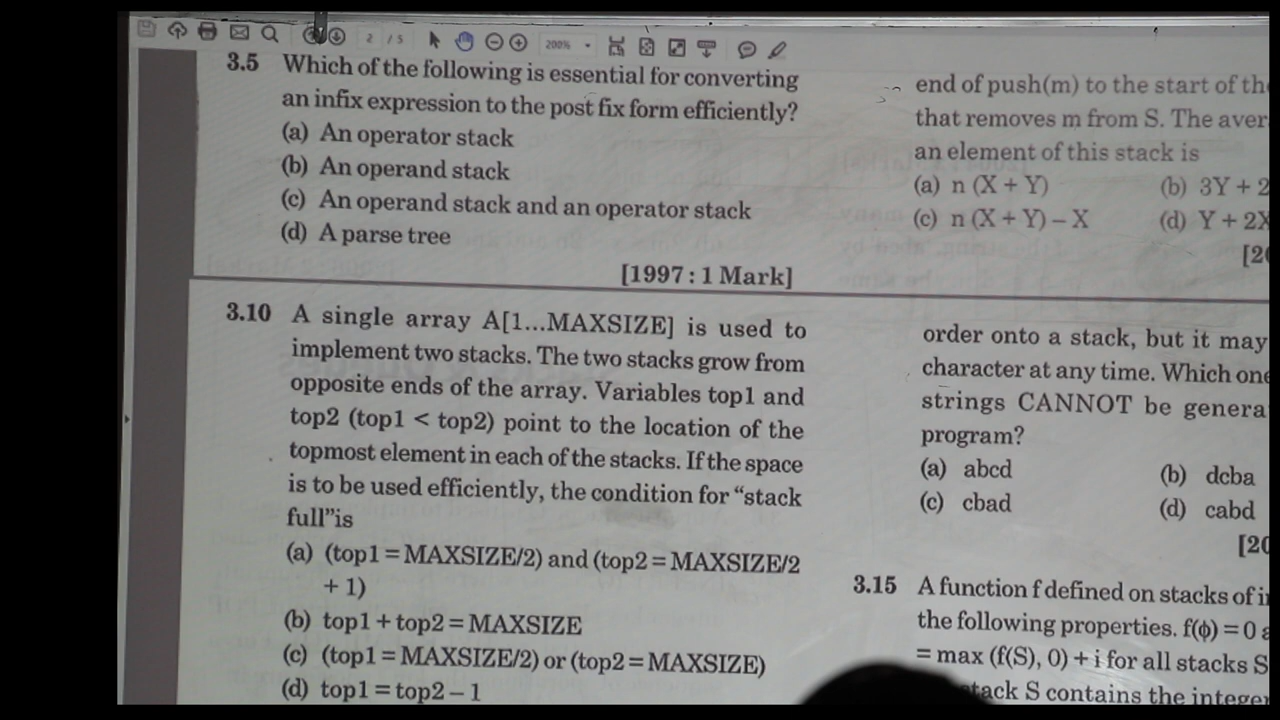 2 / 5
200%
3.5 Which of the following is essential for converting
an infix expression to the post fix form efficiently?
(a) An operator stack
(b) An operand stack
(c) An operand stack and an operator stack
(d) A parse tree
[1997 : 1 Mark]
3.10 A single array A[1...MAXSIZE] is used to
implement two stacks. The two stacks grow from
opposite ends of the array. Variables top1 and
top2 (top1 < top2) point to the location of the
topmost element in each of the stacks. If the space
is to be used efficiently, the condition for “stack
full”is
(a) (top1 = MAXSIZE/2) and (top2 = MAXSIZE/2
+ 1)
(b) top1 + top2 = MAXSIZE
(c) (top1 = MAXSIZE/2) or (top2 = MAXSIZE)
(d) top1 = top2 – 1
end of push(m) to the start of
that removes m from S. The
an element of this stack is
(a) n (X + Y) (b) 3Y + 2
(c) n (X + Y) – X (d) Y + 2X
order onto a stack, but it may
character at any time. Which one
strings CANNOT be
program?
(a) abcd (b) dcba
(c) cbad (d) cabd
3.15 A function f defined on stacks of
the following properties. f(ϕ) = 0
= max (f(S), 0) + i for all stacks S
stack S contains the